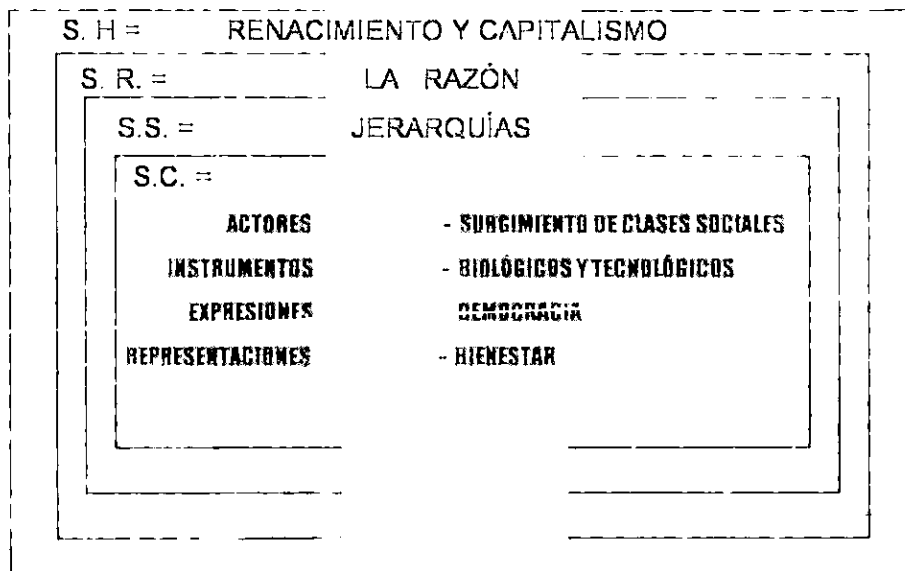 S. H = RENACIMIENTO Y CAPITALISMO
S. R. = LA RAZÓN
S.S. = JERARQUÍAS
S.C. =
ACTORES - SURGIMIENTO DE CLASES SOCIALES
INSTRUMENTOS - BIOLÓGICOS Y TECNOLÓGICOS
EXPRESIONES DEMOCRACIA
REPRESENTACIONES - BIENESTAR